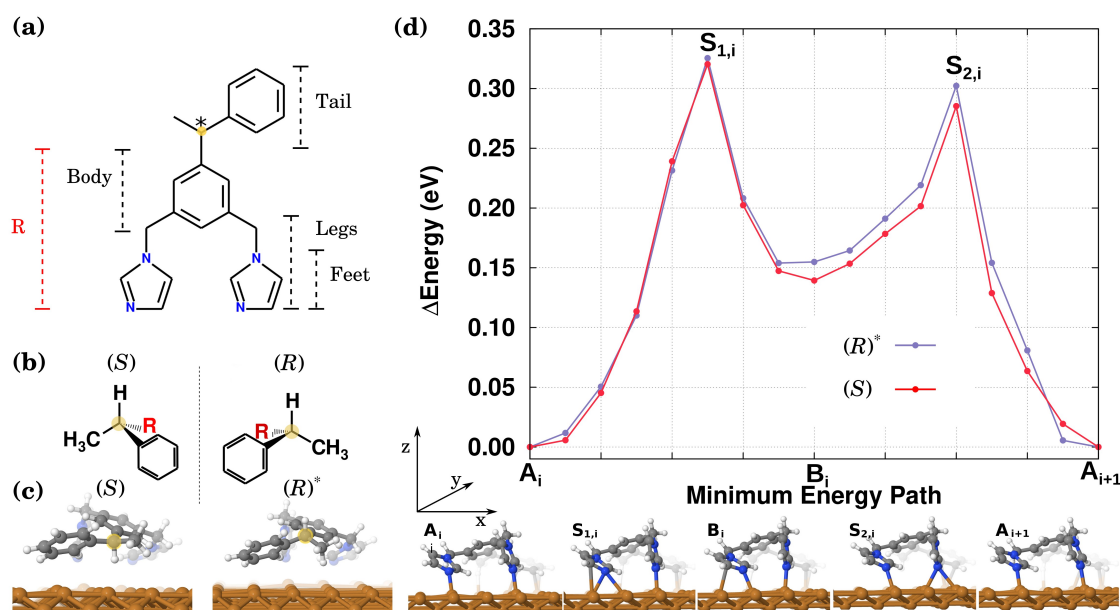 (a)
*
Tail
Body
R
Legs
Feet
N
N
N
N
(b)
(S)
(R)
H
R
H₃C
H
R
CH₃
(c)
(S)
(R)*
(d)
ΔEnergy (eV)
0.35
0.30
0.25
0.20
0.15
0.10
0.05
0.00
S₁,ᵢ
S₂,ᵢ
(R)*
(S)
Aᵢ
Bᵢ
Aᵢ₊₁
Minimum Energy Path
z
y
x
Aᵢ
i
S₁,ᵢ
Bᵢ
S₂,ᵢ
Aᵢ₊₁